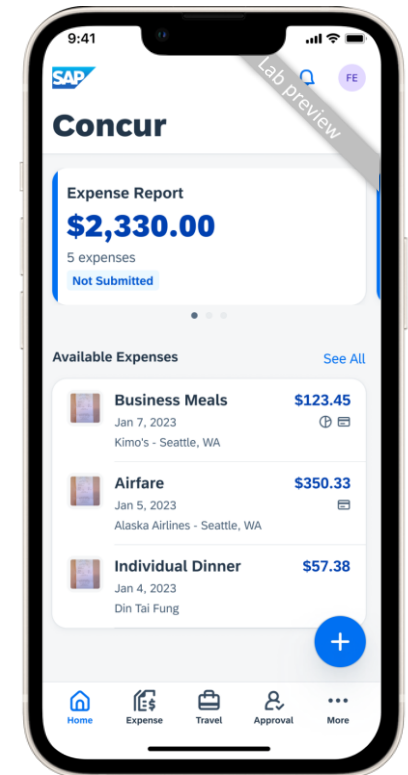 9:41
SAP
FE
Lab preview
Concur
Expense Report
$2,330.00
5 expenses
Not Submitted
Available Expenses
See All
Business Meals
$123.45
Jan 7, 2023
Kimo's - Seattle, WA
Airfare
$350.33
Jan 5, 2023
Alaska Airlines - Seattle, WA
Individual Dinner
$57.38
Jan 4, 2023
Din Tai Fung
Home
Expense
Travel
Approval
More